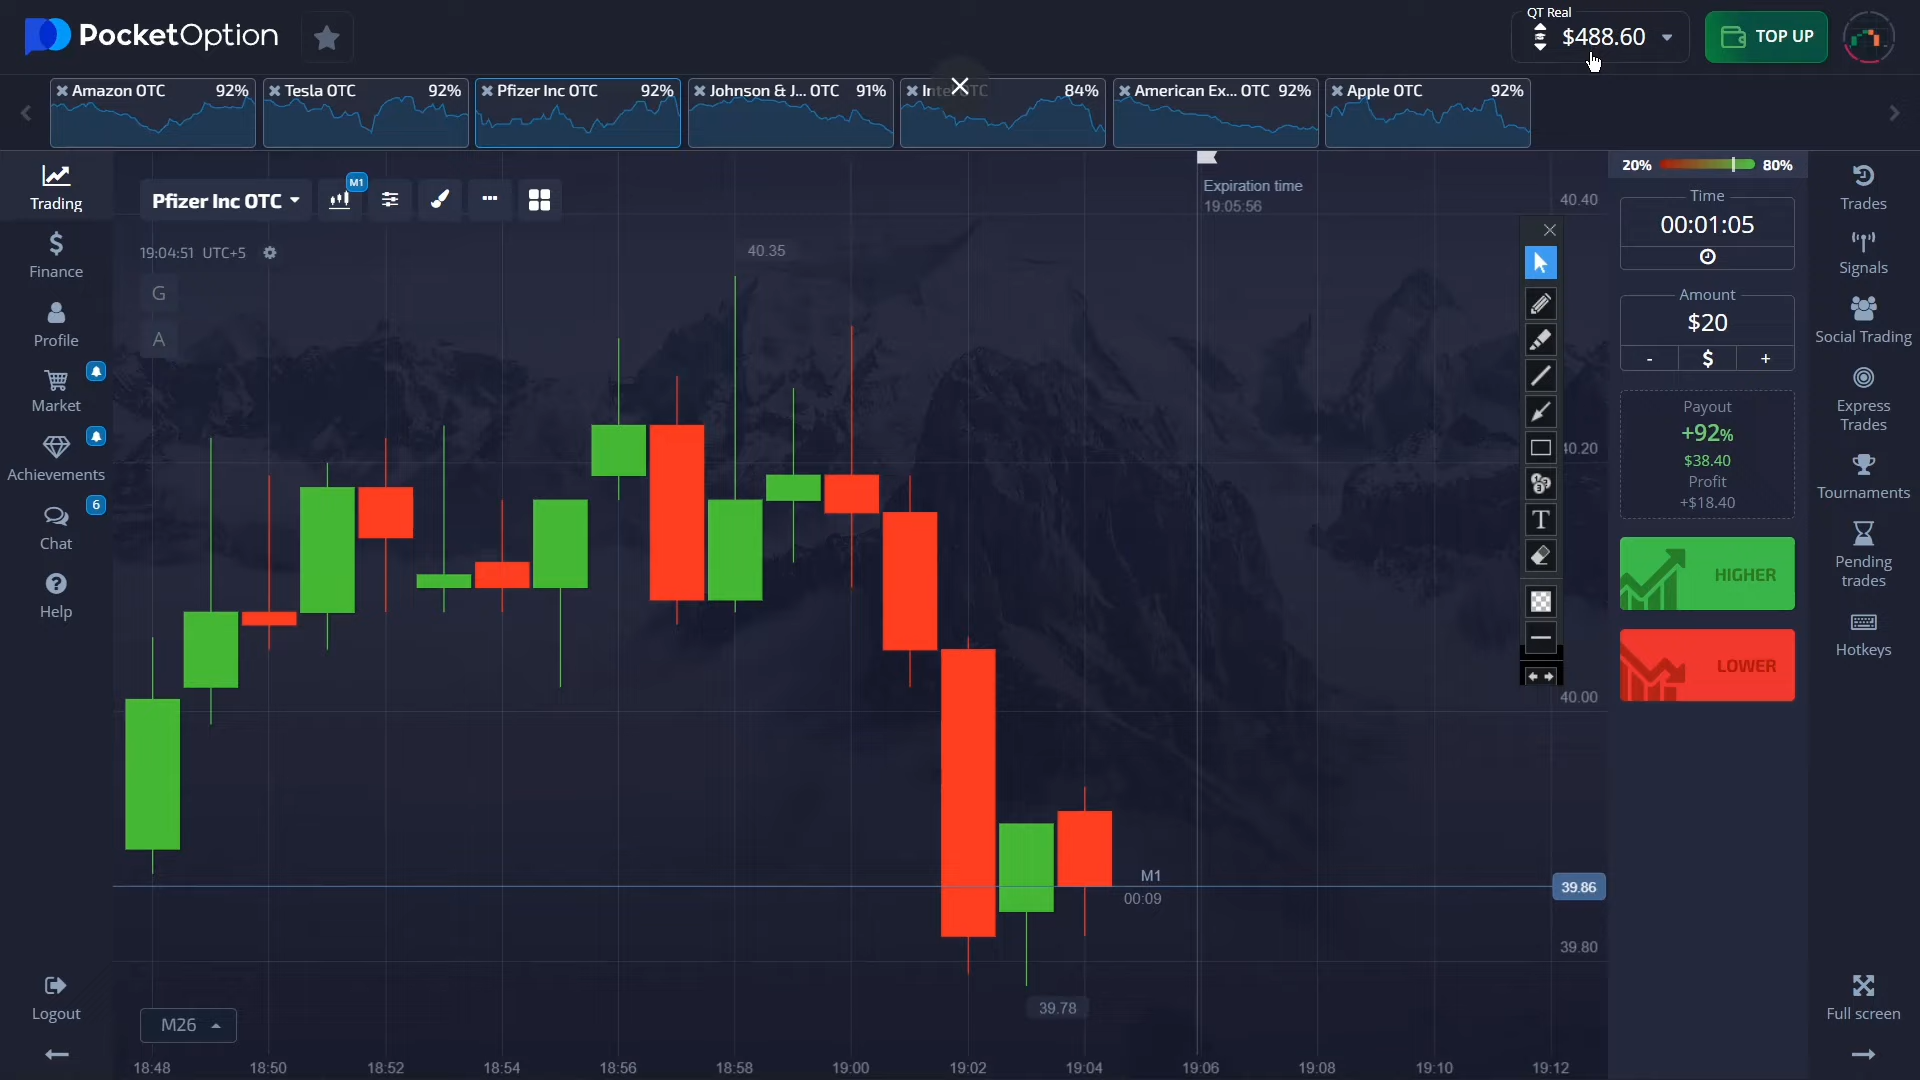 PocketOption
QT Real
$488.60
TOP UP
Amazon OTC 92%
Tesla OTC 92%
Pfizer Inc OTC 92%
Johnson & J... OTC 91%
84%
American Ex... OTC 92%
Apple OTC 92%
Trading
Finance
Profile
Market
Achievements
6
Chat
Help
Logout
Pfizer Inc OTC
M1
19:04:51 UTC+5
G
A
40.35
Expiration time
19:05:56
40.40
40.20
40.00
39.86
39.80
M1
00:09
39.78
M26
18:48 18:50 18:52 18:54 18:56 18:58 19:00 19:02 19:04 19:06 19:08 19:10 19:12
T
20% 80%
Time
00:01:05
Amount
$20
- $ +
Payout
+92%
$38.40
Profit
+$18.40
HIGHER
LOWER
Trades
Signals
Social Trading
Express
Trades
Tournaments
Pending
trades
Hotkeys
Full screen